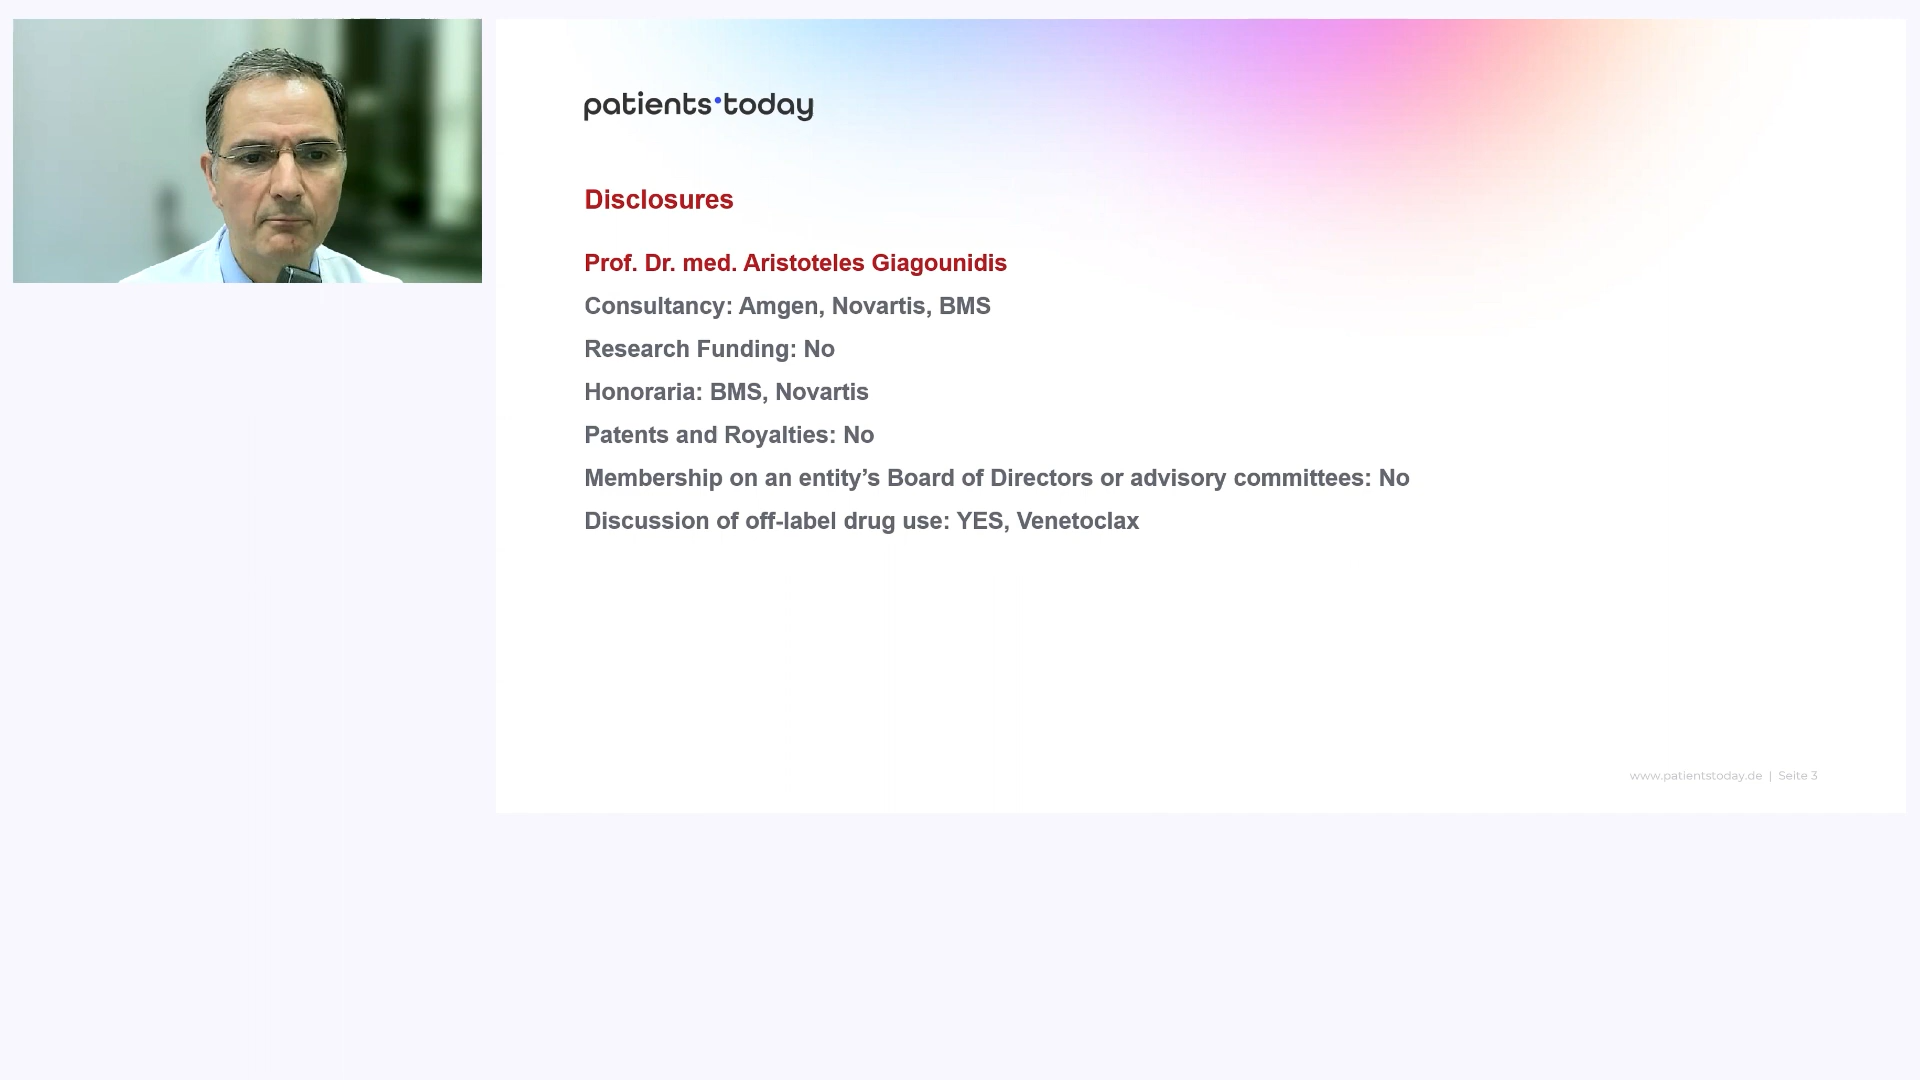 patients•today
Disclosures
Prof. Dr. med. Aristoteles Giagounidis
Consultancy: Amgen, Novartis, BMS
Research Funding: No
Honoraria: BMS, Novartis
Patents and Royalties: No
Membership on an entity’s Board of Directors or advisory committees: No
Discussion of off-label drug use: YES, Venetoclax
www.patientstoday.de | Seite 3